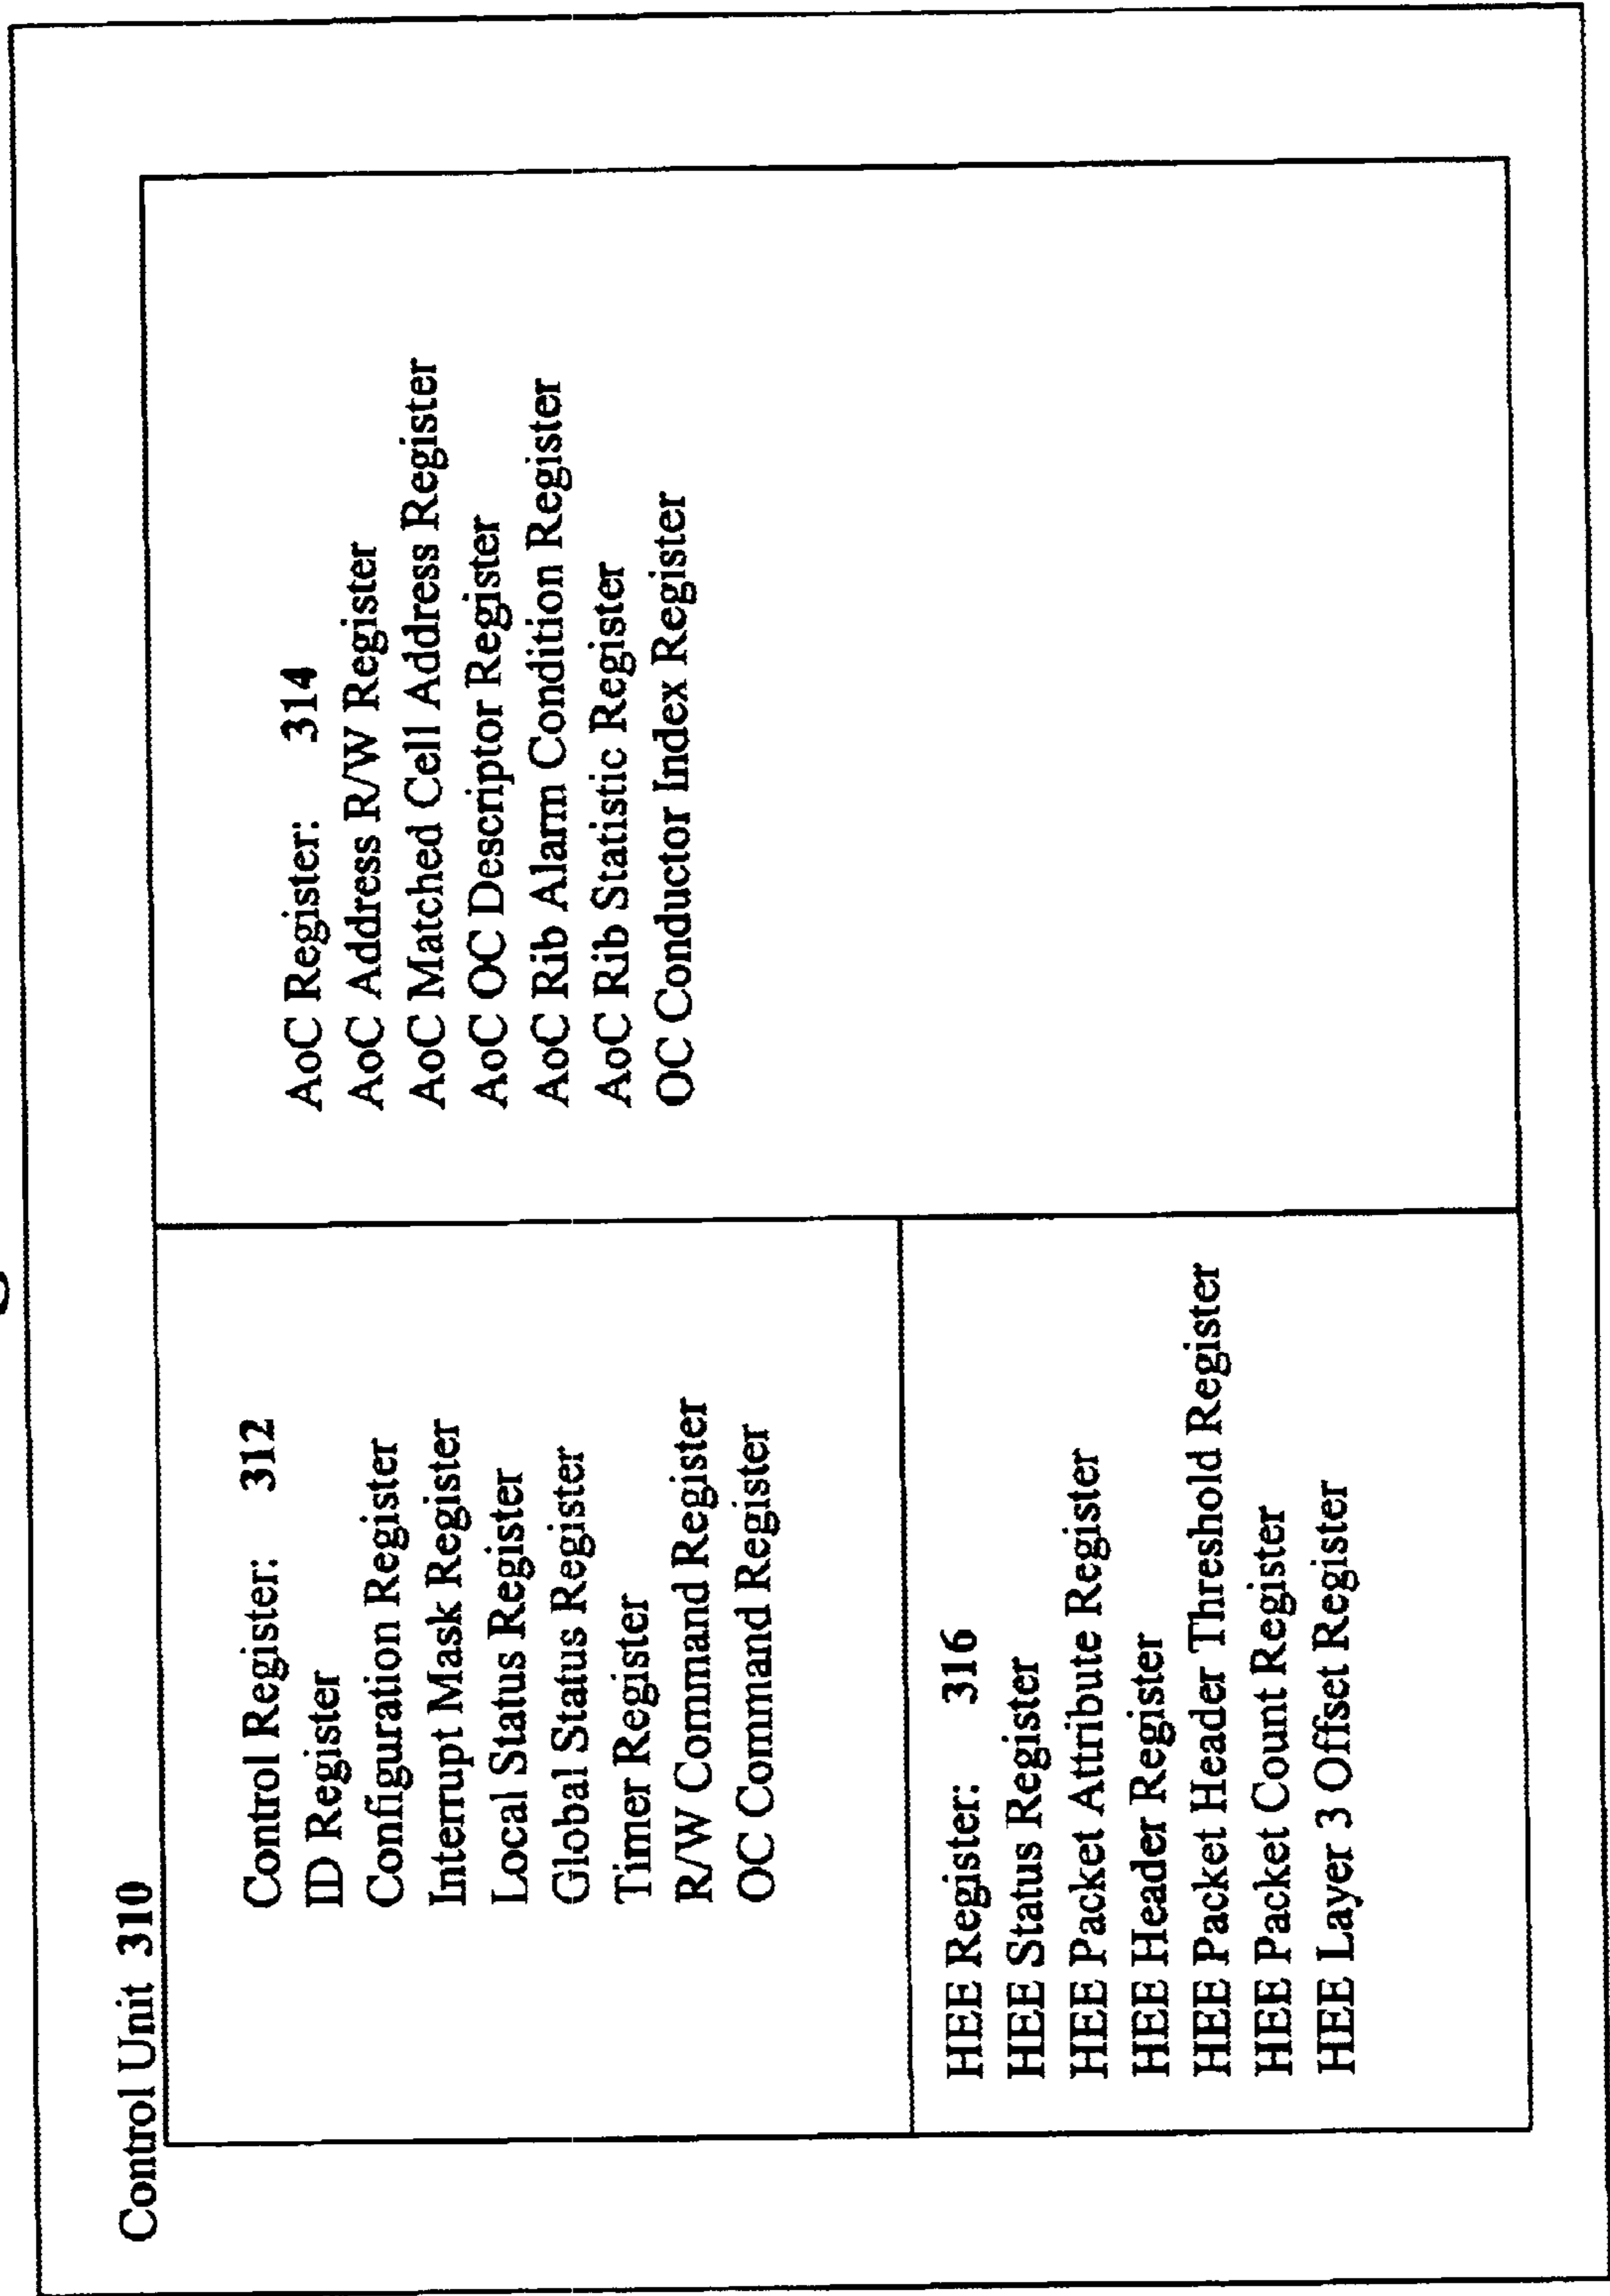 Control Unit 310
Control Register: 312
ID Register
Configuration Register
Interrupt Mask Register
Local Status Register
Global Status Register
Timer Register
R/W Command Register
OC Command Register
HEE Register: 316
HEE Status Register
HEE Packet Attribute Register
HEE Header Register
HEE Packet Header Threshold Register
HEE Packet Count Register
HEE Layer 3 Offset Register
AoC Register: 314
AoC Address R/W Register
AoC Matched Cell Address Register
AoC OC Descriptor Register
AoC Rib Alarm Condition Register
AoC Rib Statistic Register
OC Conductor Index Register